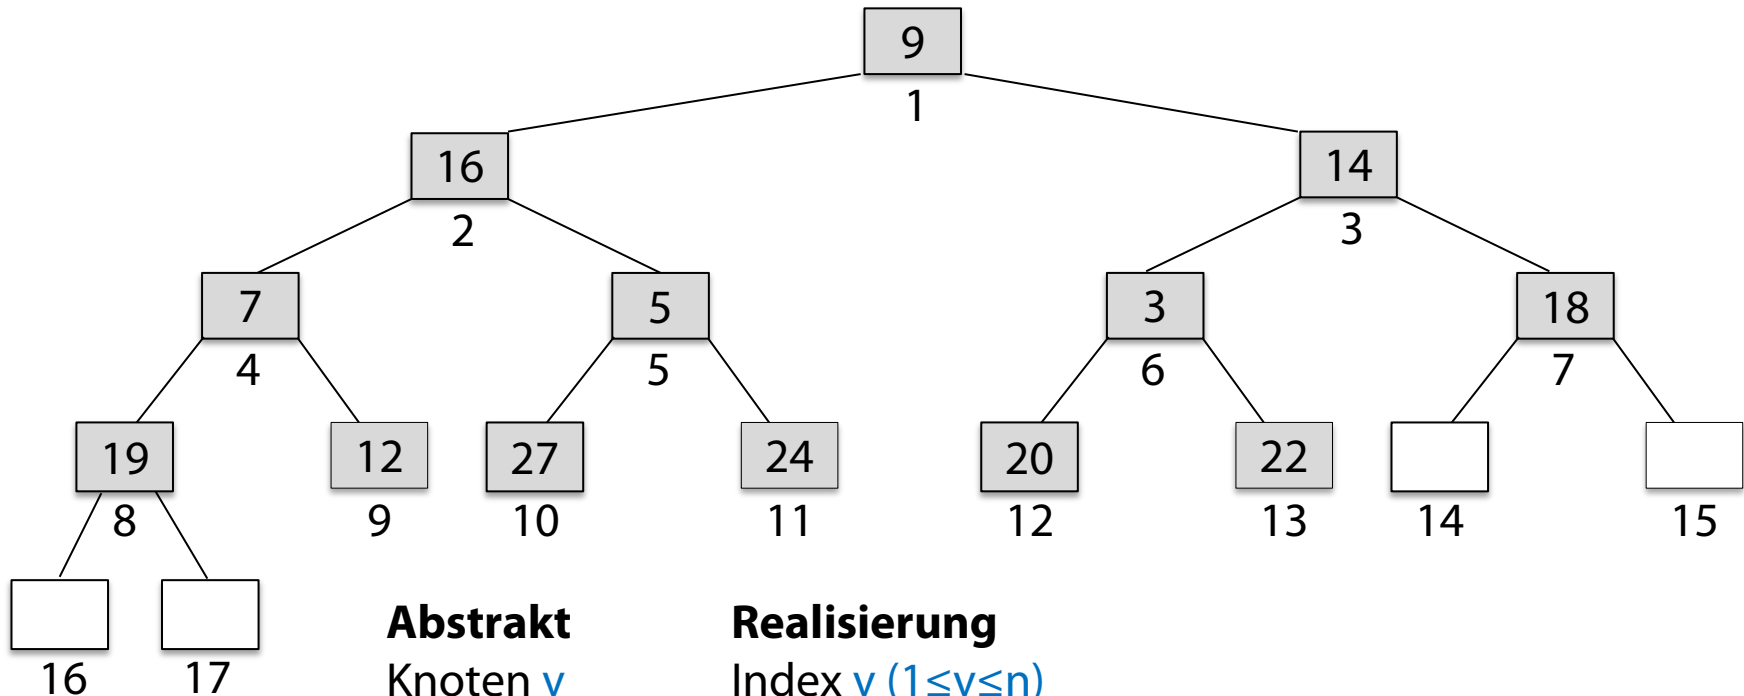 9
1
16 14
2 3
7 5 3 18
4 5 6 7
19 12 27 24 20 22
8 9 10 11 12 13 14 15
Abstrakt Realisierung
16 17 Knoten v Index v (1≤v≤n)